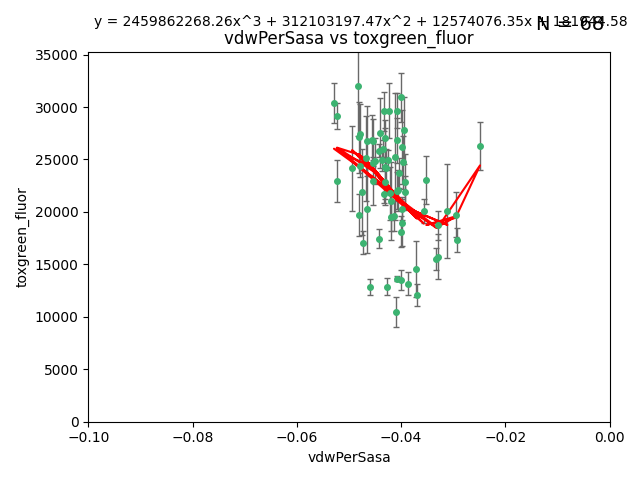 y = 2459862268.26x^3 + 312103197.47x^2 + 12574076.35x + 181944.58
N = 68
vdwPerSasa vs toxgreen_fluor
35000
30000
25000
20000
15000
10000
5000
0
toxgreen_fluor
−0.10 −0.08 −0.06 −0.04 −0.02 0.00
vdwPerSasa